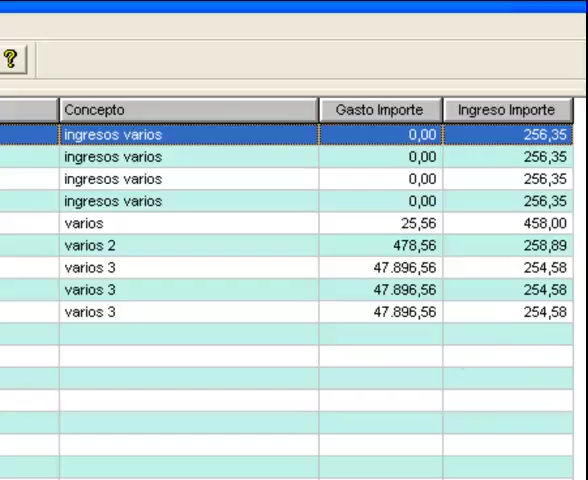 ?
Concepto Gasto Importe Ingreso Importe
ingresos varios 0,00 256,35
ingresos varios 0,00 256,35
ingresos varios 0,00 256,35
ingresos varios 0,00 256,35
varios 25,56 458,00
varios 2 478,56 258,89
varios 3 47.896,56 254,58
varios 3 47.896,56 254,58
varios 3 47.896,56 254,58